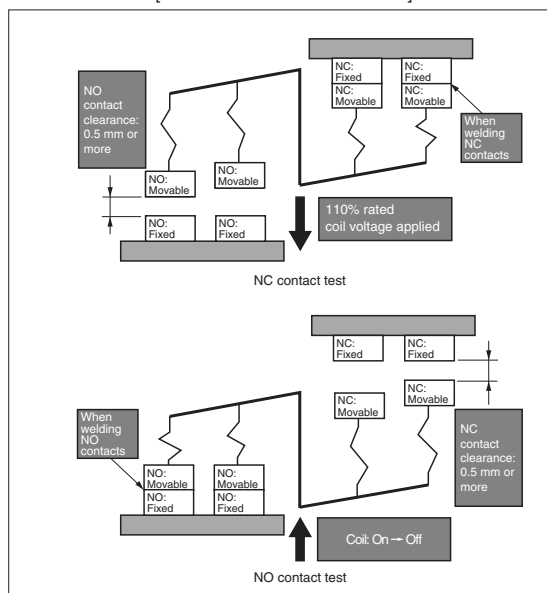 NC:
Fixed
NC:
Movable
NC:
Fixed
NC:
Movable
NO
contact
clearance:
0.5 mm or
more
When
welding
NC
contacts
NO:
Movable
NO:
Movable
NO:
Fixed
NO:
Fixed
110% rated
coil voltage applied
NC contact test
NC:
Fixed
NC:
Fixed
NC:
Movable
NC:
Movable
When
welding
NO
contacts
NC
contact
clearance:
0.5 mm or
more
NO:
Movable
NO:
Fixed
NO:
Movable
NO:
Fixed
Coil: On → Off
NO contact test